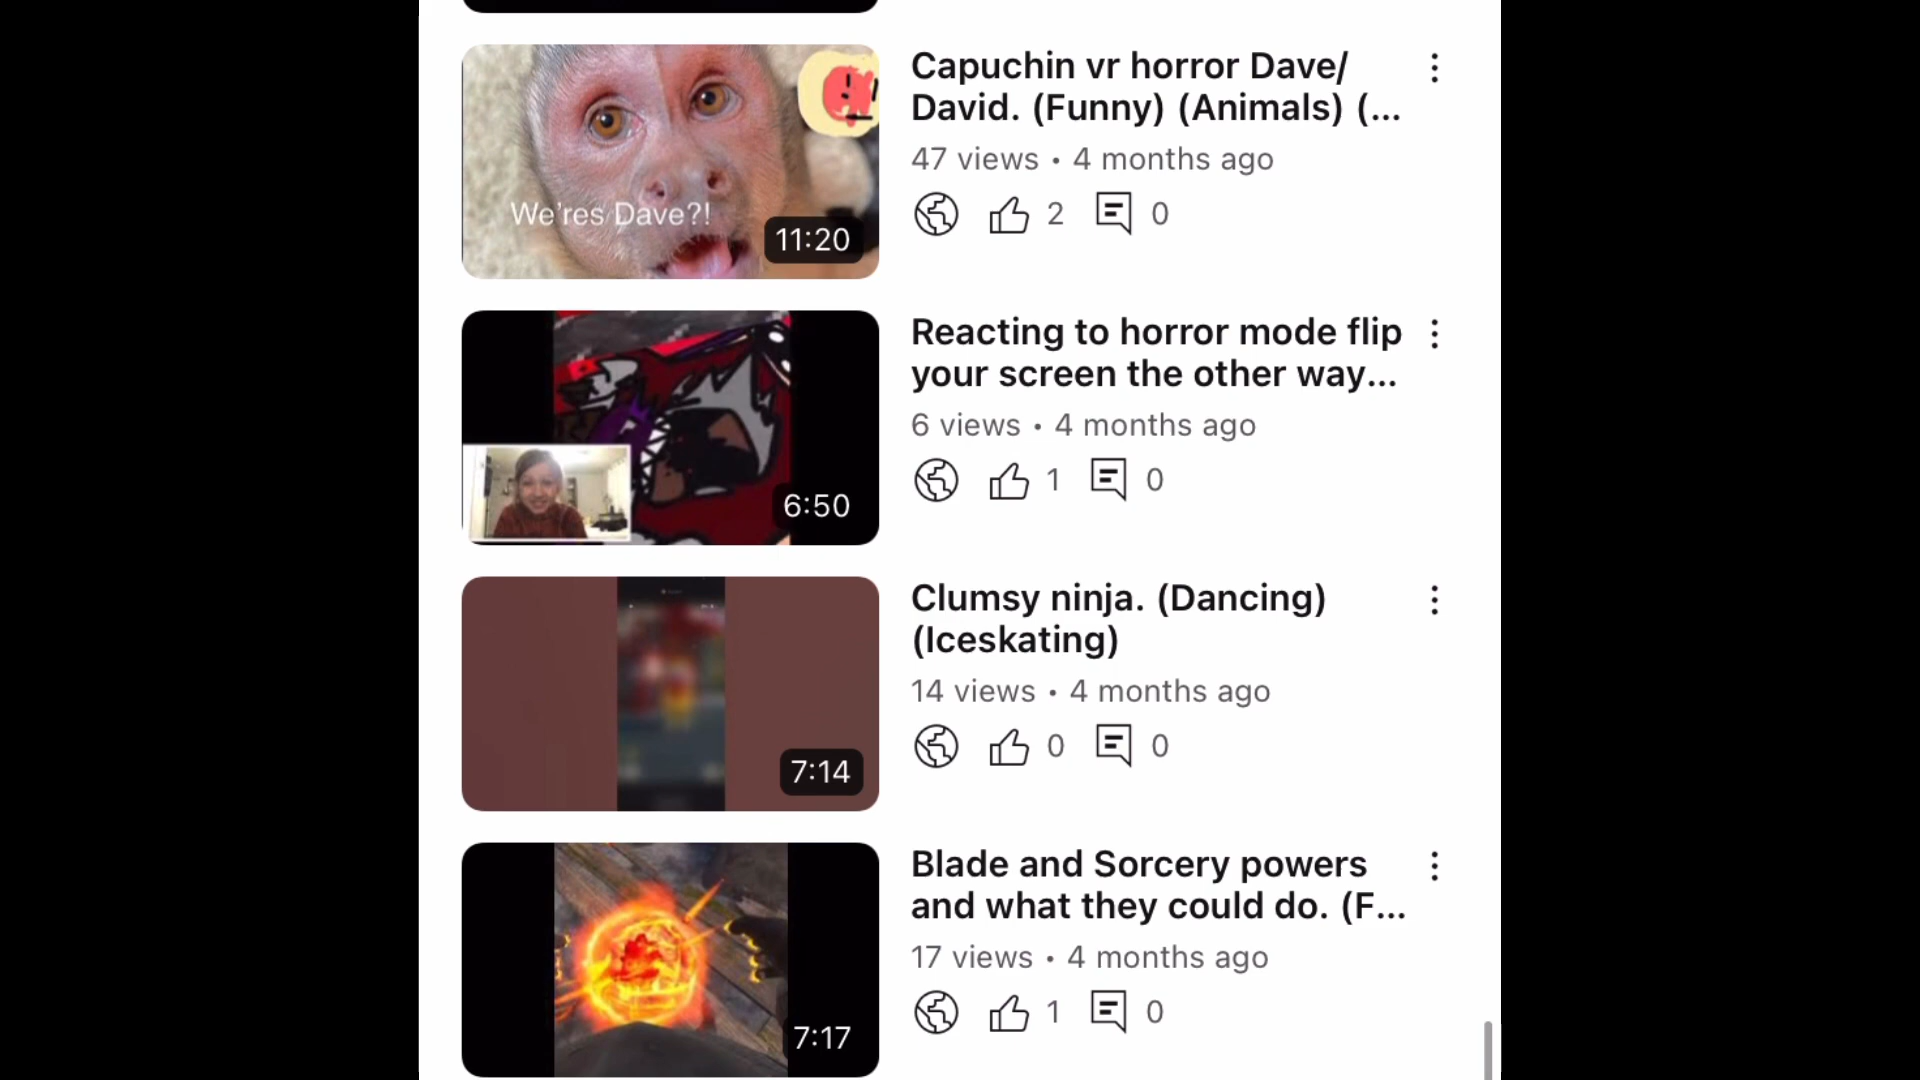 Capuchin vr horror Dave/
David. (Funny) (Animals) (...
47 views • 4 months ago
2
0
We'res Dave?!
11:20
Reacting to horror mode flip
your screen the other way...
6 views • 4 months ago
1
0
6:50
Clumsy ninja. (Dancing)
(Iceskating)
14 views • 4 months ago
0
0
7:14
Blade and Sorcery powers
and what they could do. (F...
17 views • 4 months ago
1
0
7:17